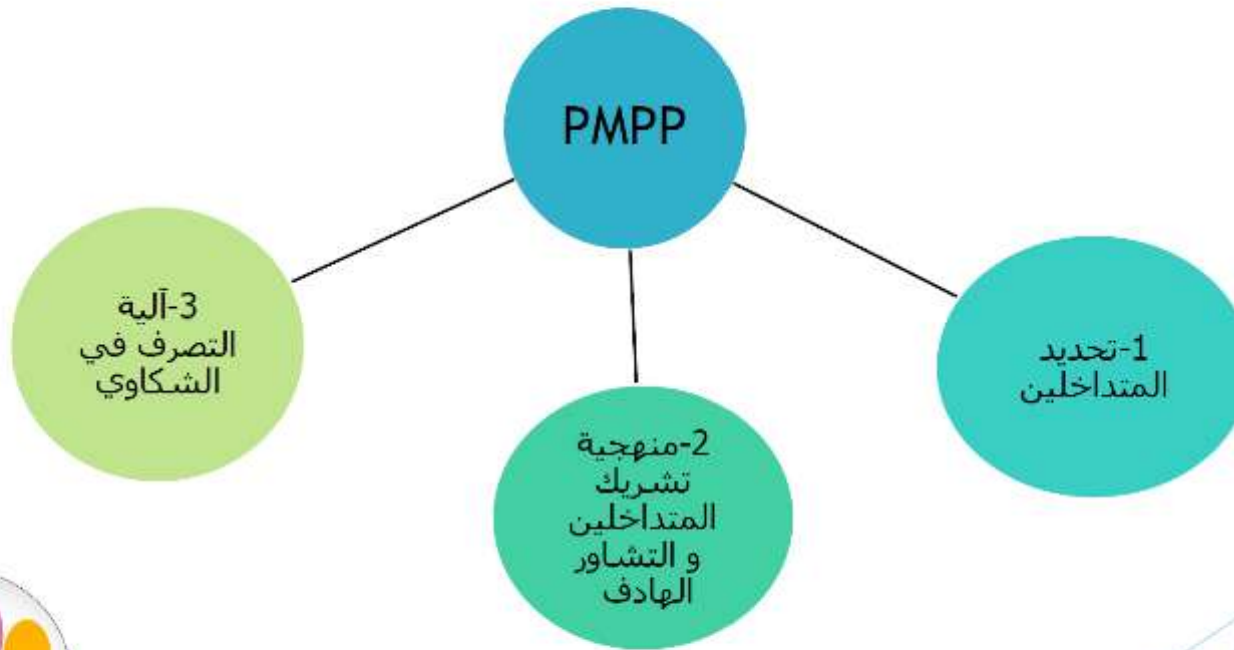 PMPP
1-تحديد
المتداخلين
2-منهجية
تشريك
المتداخلين
و التشاور
الهادف
3-آلية
التصرف في
الشكاوي